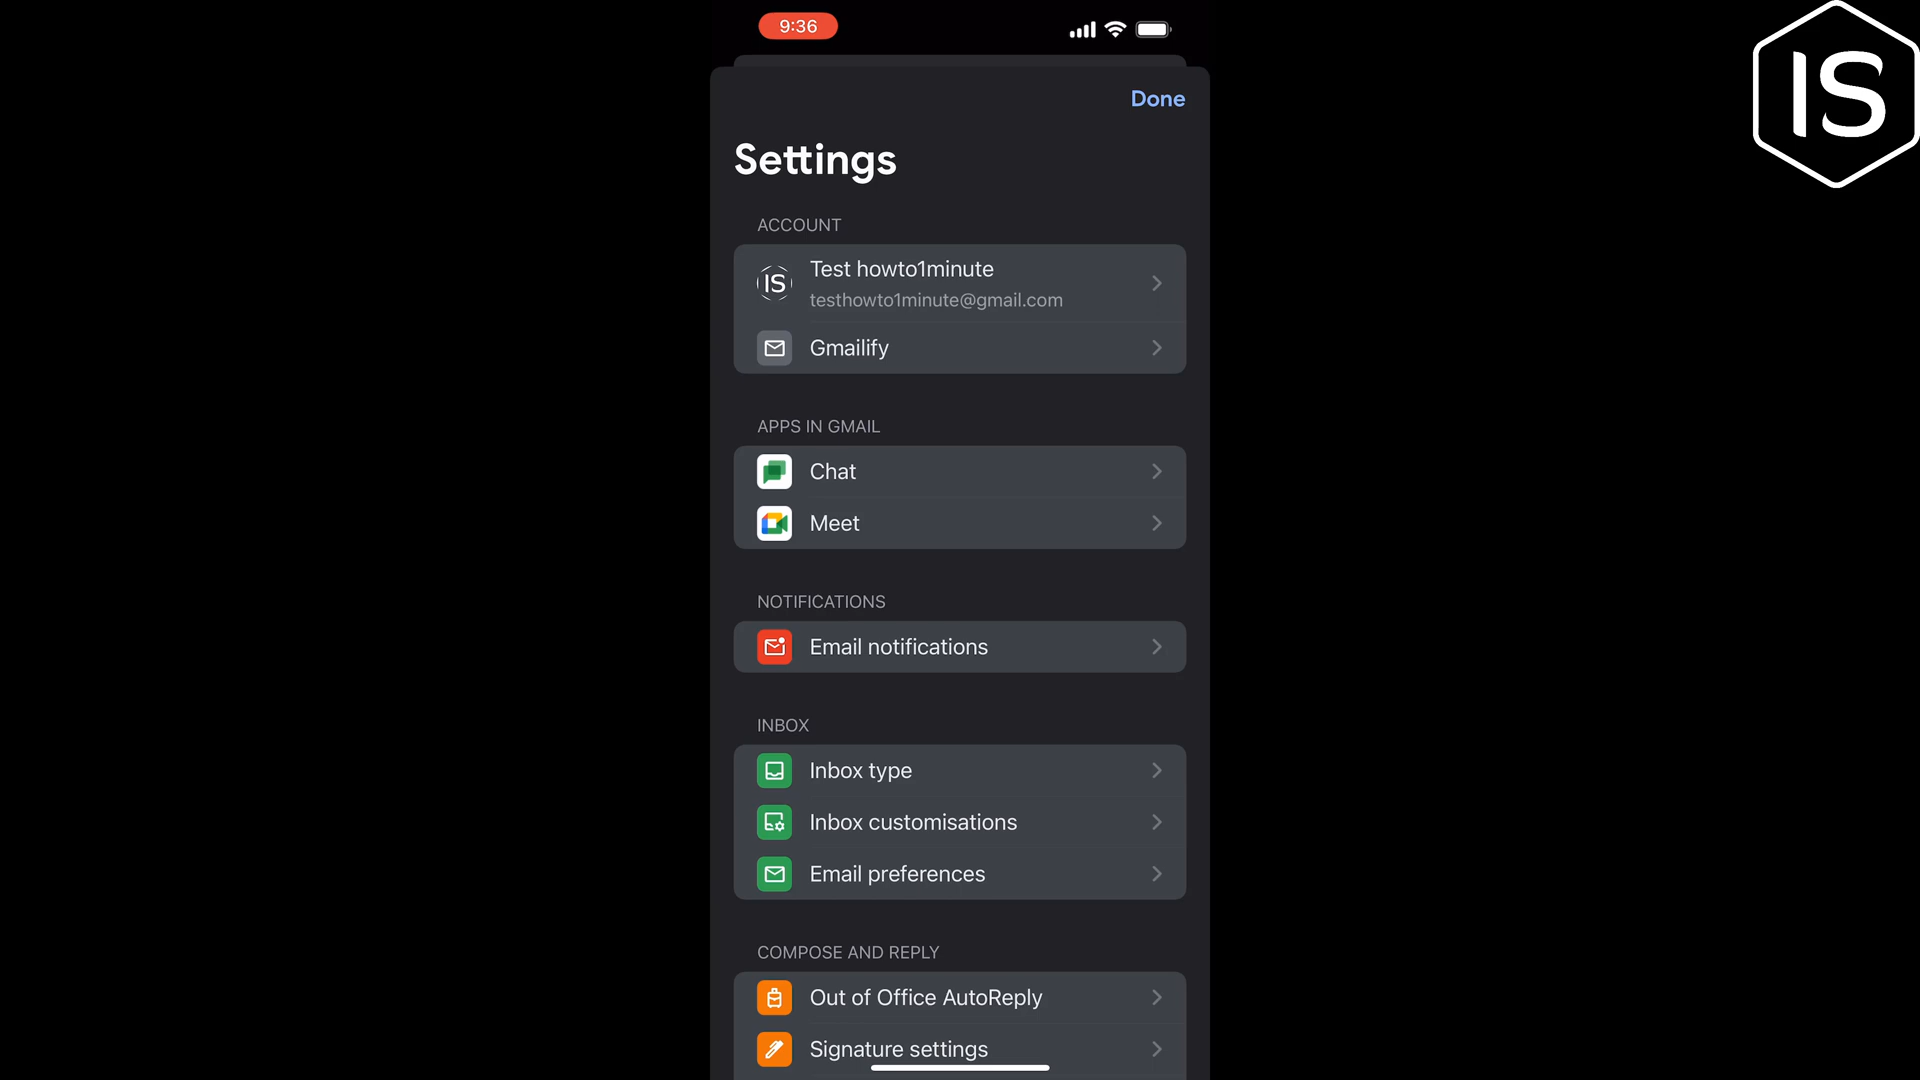 9:36
IS
Done
Settings
ACCOUNT
IS
Test howto1minute
testhowto1minute@gmail.com
Gmailify
APPS IN GMAIL
Chat
Meet
NOTIFICATIONS
Email notifications
INBOX
Inbox type
Inbox customisations
Email preferences
COMPOSE AND REPLY
Out of Office AutoReply
Signature settings